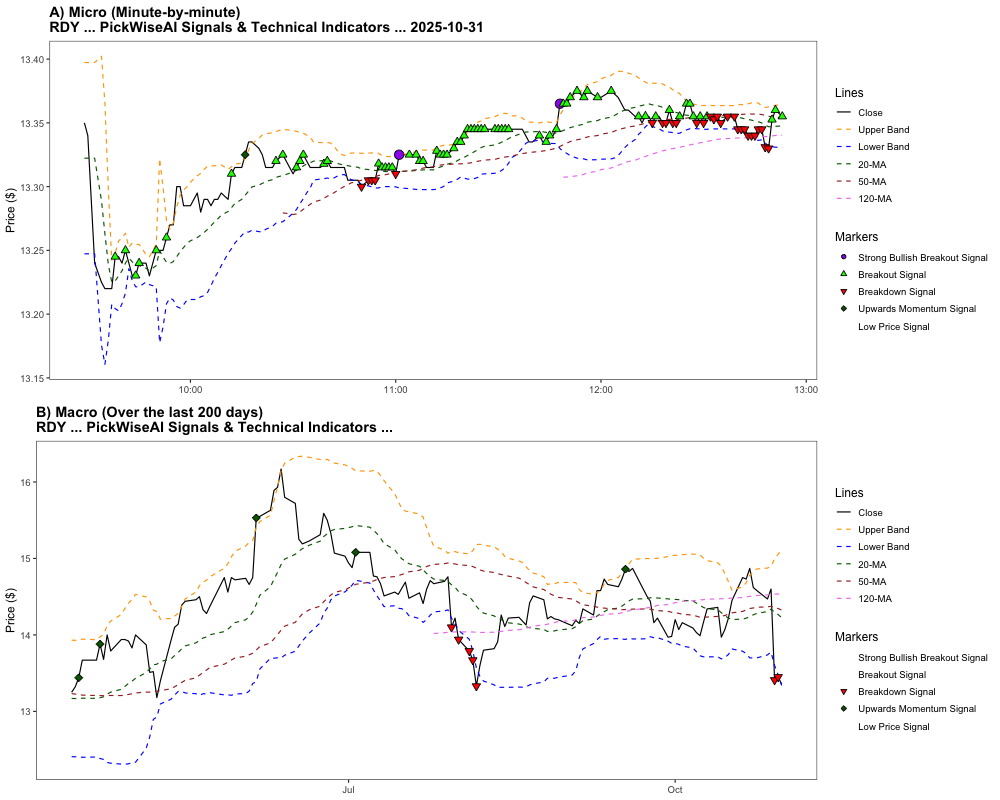 A) Micro (Minute-by-minute)
RDY ... PickWiseAI Signals & Technical Indicators ... 2025-10-31
Price ($)
13.40
13.35
13.30
13.25
13.20
13.15
10:00
11:00
12:00
13:00
Lines
Close
Upper Band
Lower Band
20-MA
50-MA
120-MA
Markers
Strong Bullish Breakout Signal
Breakout Signal
Breakdown Signal
Upwards Momentum Signal
Low Price Signal
B) Macro (Over the last 200 days)
RDY ... PickWiseAI Signals & Technical Indicators ...
Price ($)
16
15
14
13
Jul
Oct
Lines
Close
Upper Band
Lower Band
20-MA
50-MA
120-MA
Markers
Strong Bullish Breakout Signal
Breakout Signal
Breakdown Signal
Upwards Momentum Signal
Low Price Signal